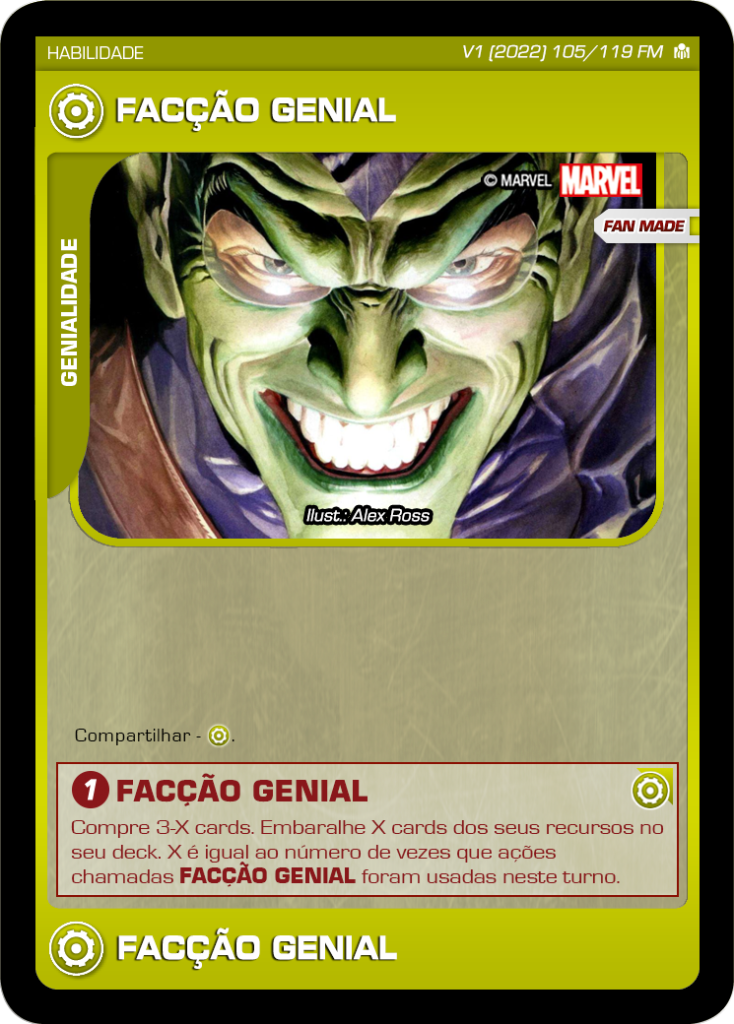 HABILIDADE
V1 (2022) 105/119 FM
FACÇÃO GENIAL
© MARVEL MARVEL
FAN MADE
GENIALIDADE
Ilust.: Alex Ross
Compartilhar - .
1 FACÇÃO GENIAL
Compre 3-X cards. Embaralhe X cards dos seus recursos no
seu deck. X é igual ao número de vezes que ações
chamadas FACÇÃO GENIAL foram usadas neste turno.
FACÇÃO GENIAL